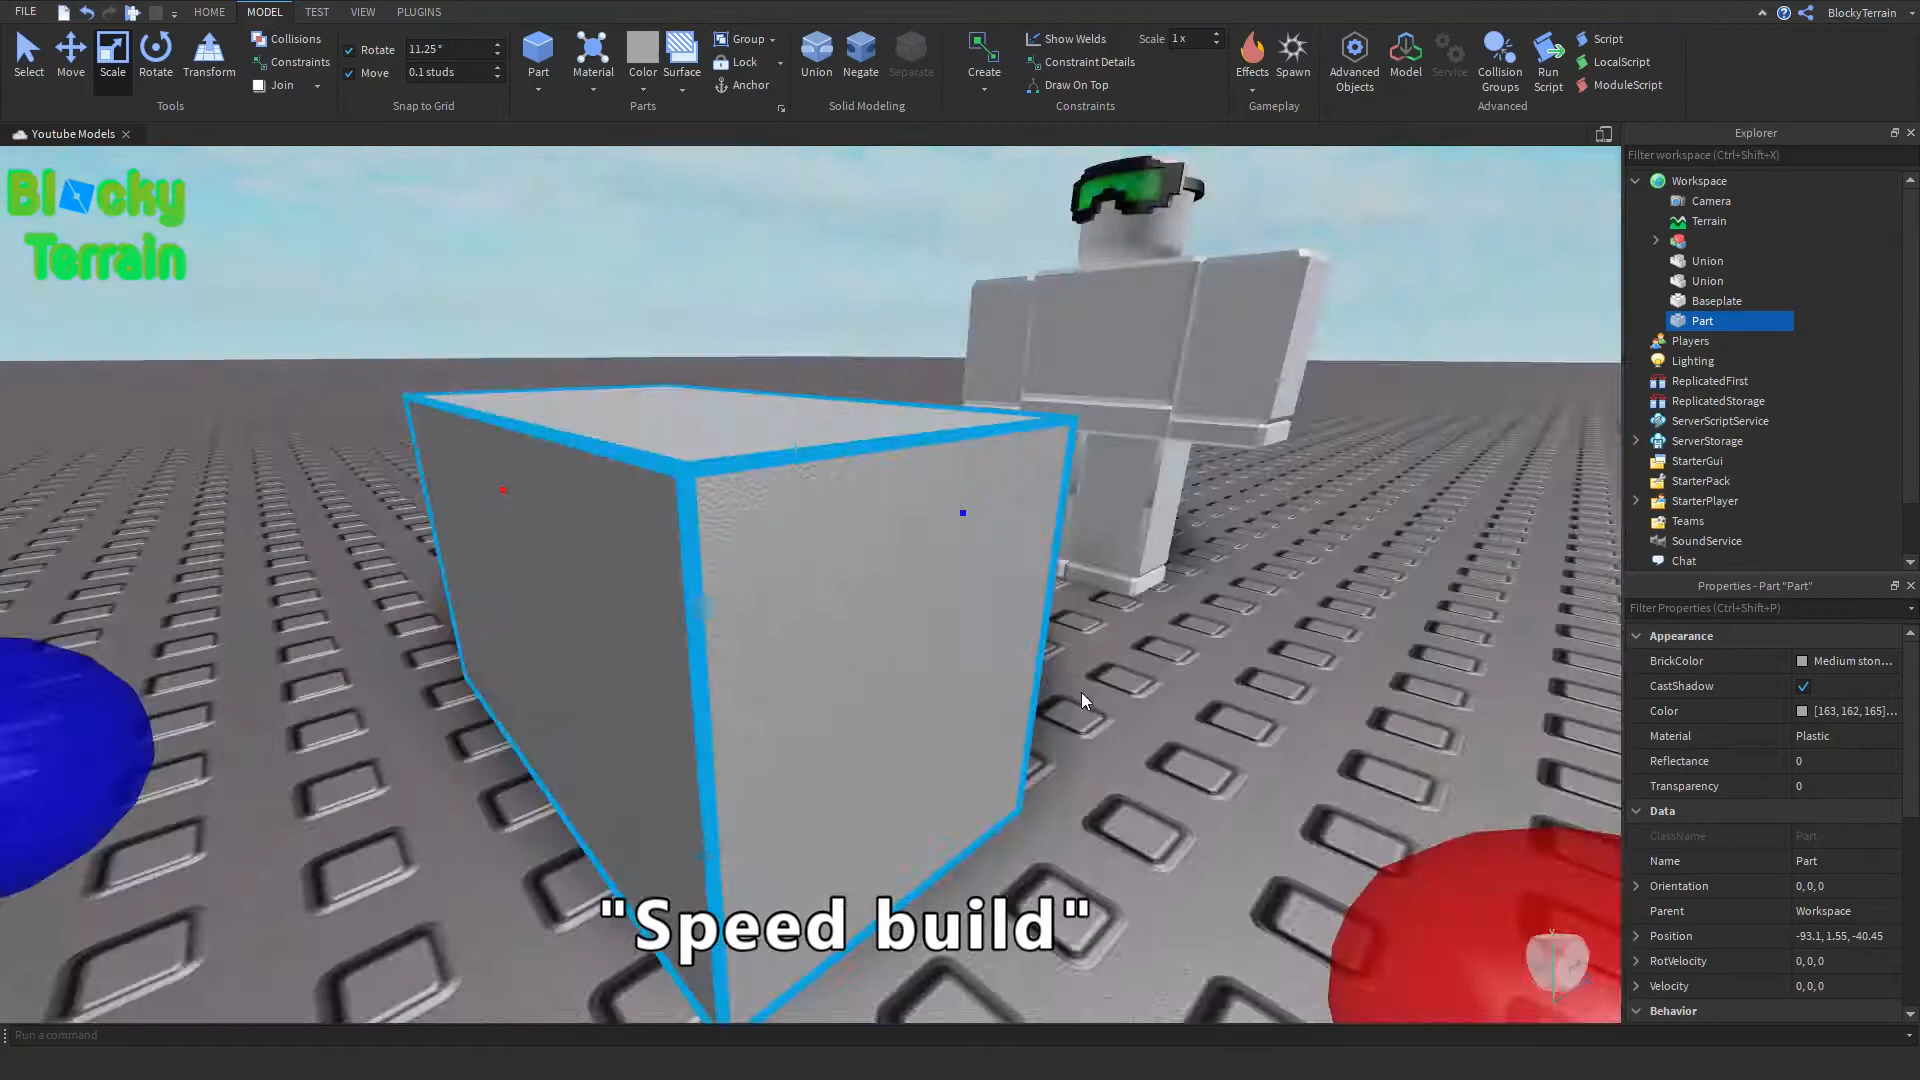 FILE
HOME
MODEL
TEST
VIEW
PLUGINS
BlockyTerrain
Select
Move
Scale
Rotate
Transform
Collisions
Constraints
Join
Tools
Rotate 11.25 °
Move 0.1 studs
Snap to Grid
Part
Material
Color
Surface
Group
Lock
Anchor
Parts
Union
Negate
Separate
Solid Modeling
Create
Show Welds
Scale 1 x
Constraint Details
Draw On Top
Constraints
Effects
Spawn
Gameplay
Advanced
Objects
Model
Service
Collision
Groups
Run
Script
Script
LocalScript
ModuleScript
Advanced
Youtube Models
Blocky
Terrain
"Speed build"
Explorer
Filter workspace (Ctrl+Shift+X)
Workspace
Camera
Terrain
Union
Union
Baseplate
Part
Players
Lighting
ReplicatedFirst
ReplicatedStorage
ServerScriptService
ServerStorage
StarterGui
StarterPack
StarterPlayer
Teams
SoundService
Chat
Properties - Part "Part"
Filter Properties (Ctrl+Shift+P)
Appearance
BrickColor Medium ston...
CastShadow
Color [163, 162, 165]...
Material Plastic
Reflectance 0
Transparency 0
Data
ClassName Part
Name Part
Orientation 0, 0, 0
Parent Workspace
Position -93.1, 1.55, -40.45
RotVelocity 0, 0, 0
Velocity 0, 0, 0
Behavior
Run a command